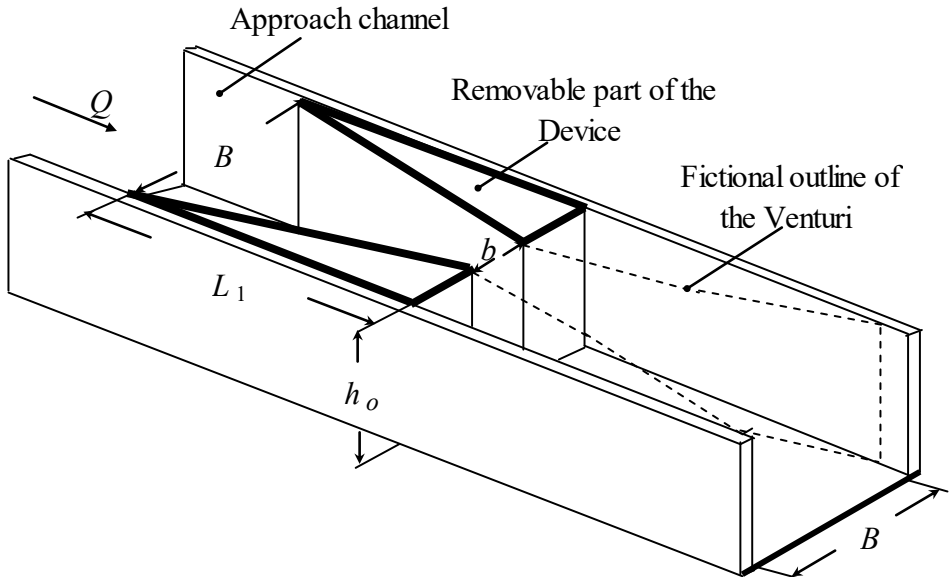 Approach channel
Removable part of the
Device
Q
B
Fictional outline of
the Venturi
b
L 1
h o
B